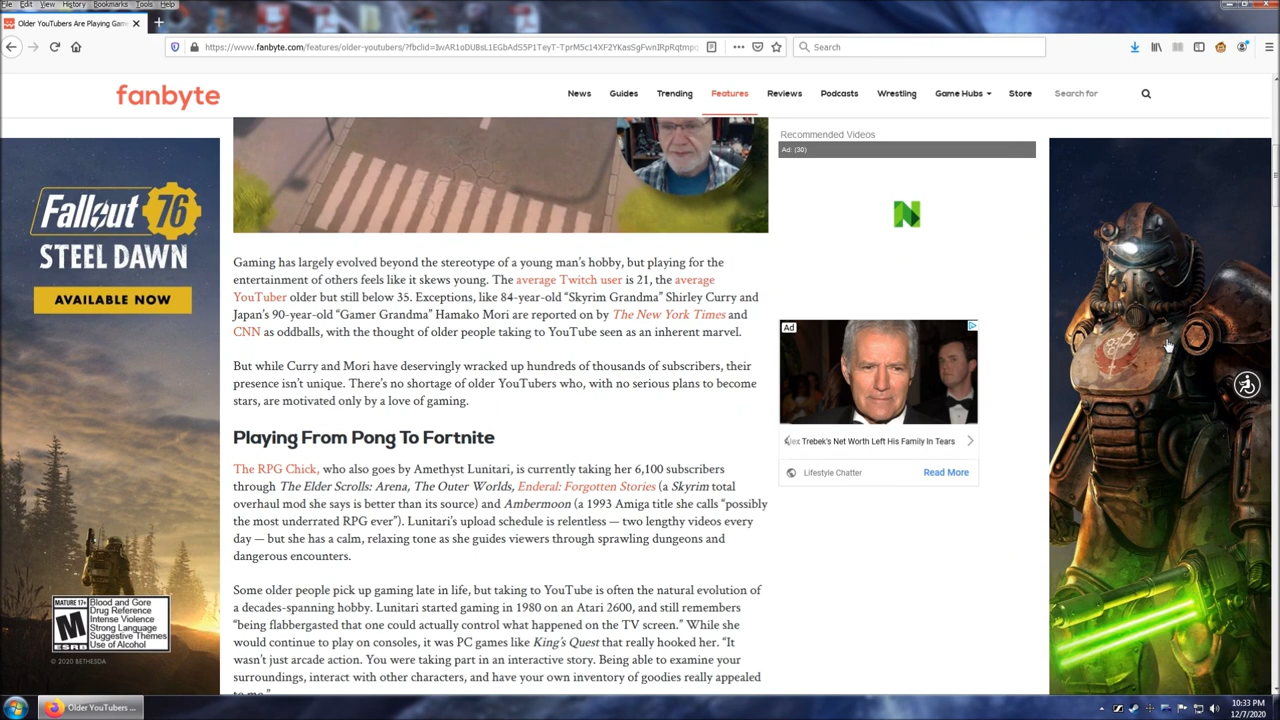 File Edit View History Bookmarks Tools Help
Older YouTubers Are Playing Gam
https://www.fanbyte.com/features/older-youtubers/?fbclid=
Search
fanbyte
News Guides Trending Features Reviews Podcasts Wrestling Game Hubs Store Search for
Fallout 76
STEEL DAWN
AVAILABLE NOW
MATURE 17+
M
ESRB
Blood and Gore
Drug Reference
Intense Violence
Strong Language
Suggestive Themes
Use of Alcohol
© 2020 BETHESDA
Gaming has largely evolved beyond the stereotype of a young man's hobby, but playing for the
entertainment of others feels like it skews young. The average Twitch user is 21, the average
YouTuber older but still below 35. Exceptions, like 84-year-old “Skyrim Grandma” Shirley Curry and
Japan's 90-year-old “Gamer Grandma” Hamako Mori are reported on by The New York Times and
CNN as oddballs, with the thought of older people taking to YouTube seen as an inherent marvel.
But while Curry and Mori have deservingly wracked up hundreds of thousands of subscribers, their
presence isn't unique. There's no shortage of older YouTubers who, with no serious plans to become
stars, are motivated only by a love of gaming.
Playing From Pong To Fortnite
The RPG Chick, who also goes by Amethyst Lunitari, is currently taking her 6,100 subscribers
through The Elder Scrolls: Arena, The Outer Worlds, Enderal: Forgotten Stories (a Skyrim total
overhaul mod she says is better than its source) and Ambermoon (a 1993 Amiga title she calls “possibly
the most underrated RPG ever”). Lunitari's upload schedule is relentless — two lengthy videos every
day — but she has a calm, relaxing tone as she guides viewers through sprawling dungeons and
dangerous encounters.
Some older people pick up gaming late in life, but taking to YouTube is often the natural evolution of
a decades-spanning hobby. Lunitari started gaming in 1980 on an Atari 2600, and still remembers
“being flabbergasted that one could actually control what happened on the TV screen.” While she
would continue to play on consoles, it was PC games like King's Quest that really hooked her. “It
wasn't just arcade action. You were taking part in an interactive story. Being able to examine your
surroundings, interact with other characters, and have your own inventory of goodies really appealed
to me.”
Recommended Videos
Ad: (30)
N
Ad
Alex Trebek's Net Worth Left His Family In Tears
Lifestyle Chatter Read More
Older YouTubers ...
10:33 PM
12/7/2020